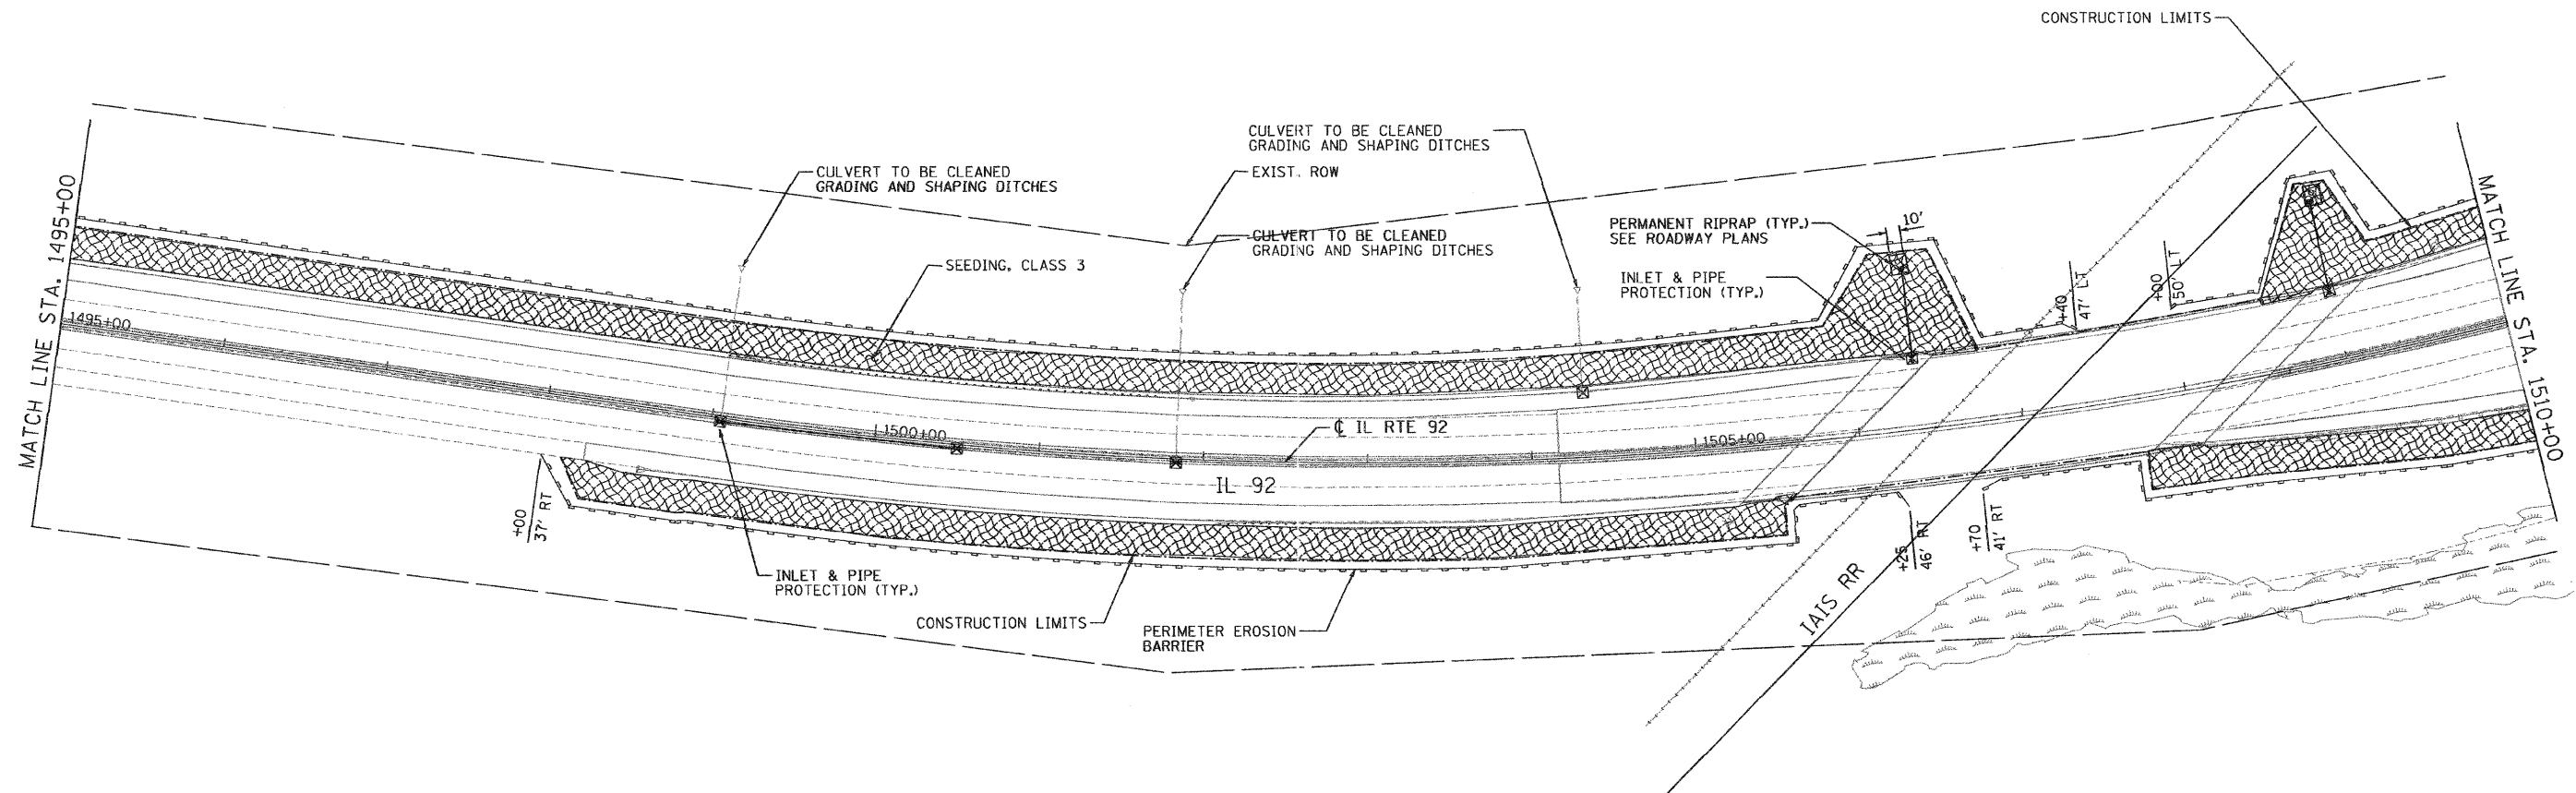 CONSTRUCTION LIMITS
CULVERT TO BE CLEANED
GRADING AND SHAPING DITCHES
CULVERT TO BE CLEANED
GRADING AND SHAPING DITCHES
EXIST. ROW
CULVERT TO BE CLEANED
GRADING AND SHAPING DITCHES
SEEDING, CLASS 3
PERMANENT RIPRAP (TYP.)
SEE ROADWAY PLANS
10'
INLET & PIPE
PROTECTION (TYP.)
+40
47' LT
+00
50' LT
MATCH LINE STA. 1495+00
MATCH LINE STA. 1510+00
1495+00
1500+00
℄ IL RTE 92
1505+00
IL 92
+00
37' RT
+25
46' RT
+70
41' RT
INLET & PIPE
PROTECTION (TYP.)
CONSTRUCTION LIMITS
PERIMETER EROSION
BARRIER
IAIS RR